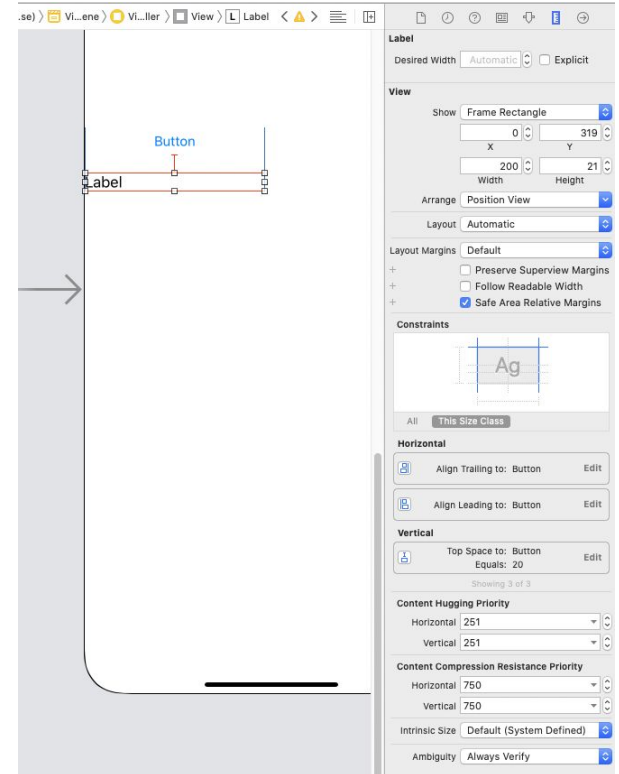 .se) Vi...ene Vi...ller View L Label
Label
Desired Width Automatic Explicit
View
Show Frame Rectangle
0 319
X Y
200 21
Width Height
Arrange Position View
Layout Automatic
Layout Margins Default
Preserve Superview Margins
Follow Readable Width
Safe Area Relative Margins
Constraints
Ag
All This Size Class
Horizontal
Align Trailing to: Button Edit
Align Leading to: Button Edit
Vertical
Top Space to: Button
Equals: 20 Edit
Showing 3 of 3
Content Hugging Priority
Horizontal 251
Vertical 251
Content Compression Resistance Priority
Horizontal 750
Vertical 750
Intrinsic Size Default (System Defined)
Ambiguity Always Verify
Button
Label